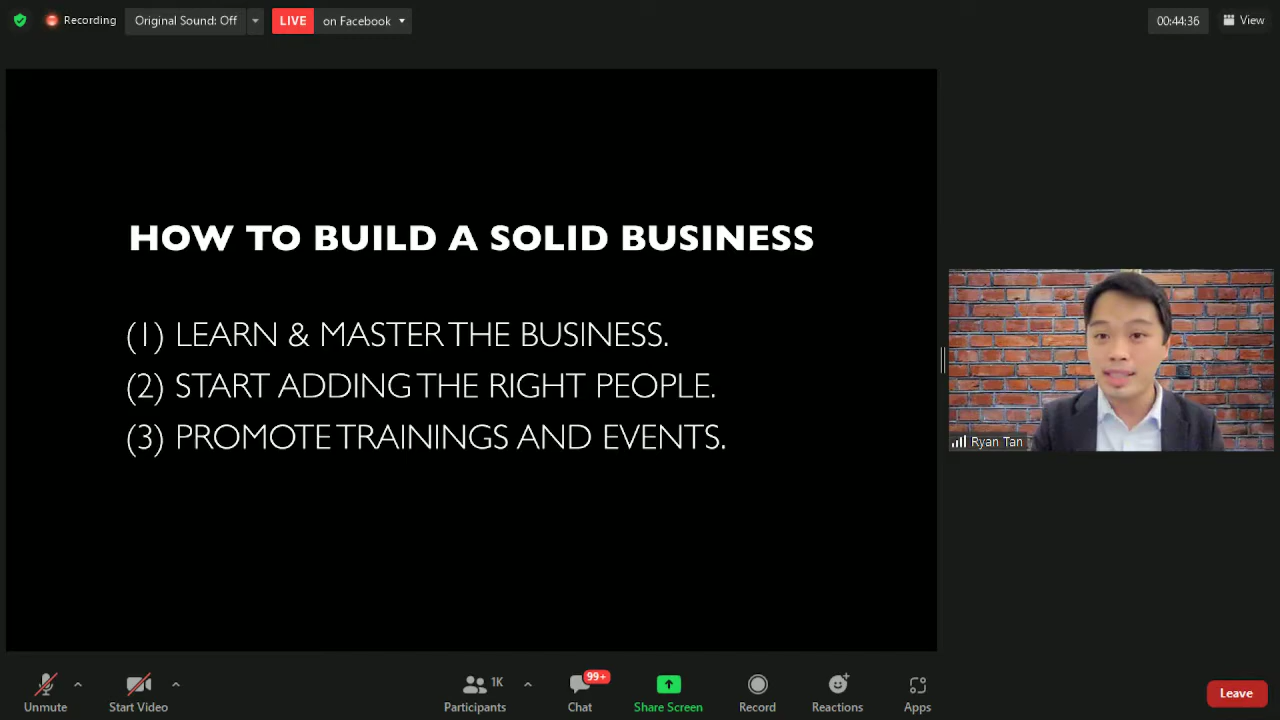 Recording
Original Sound: Off
LIVE on Facebook
00:44:36
View
HOW TO BUILD A SOLID BUSINESS
(1) LEARN & MASTER THE BUSINESS.
(2) START ADDING THE RIGHT PEOPLE.
(3) PROMOTE TRAININGS AND EVENTS.
Ryan Tan
Unmute
Start Video
1K
Participants
99+
Chat
Share Screen
Record
Reactions
Apps
Leave